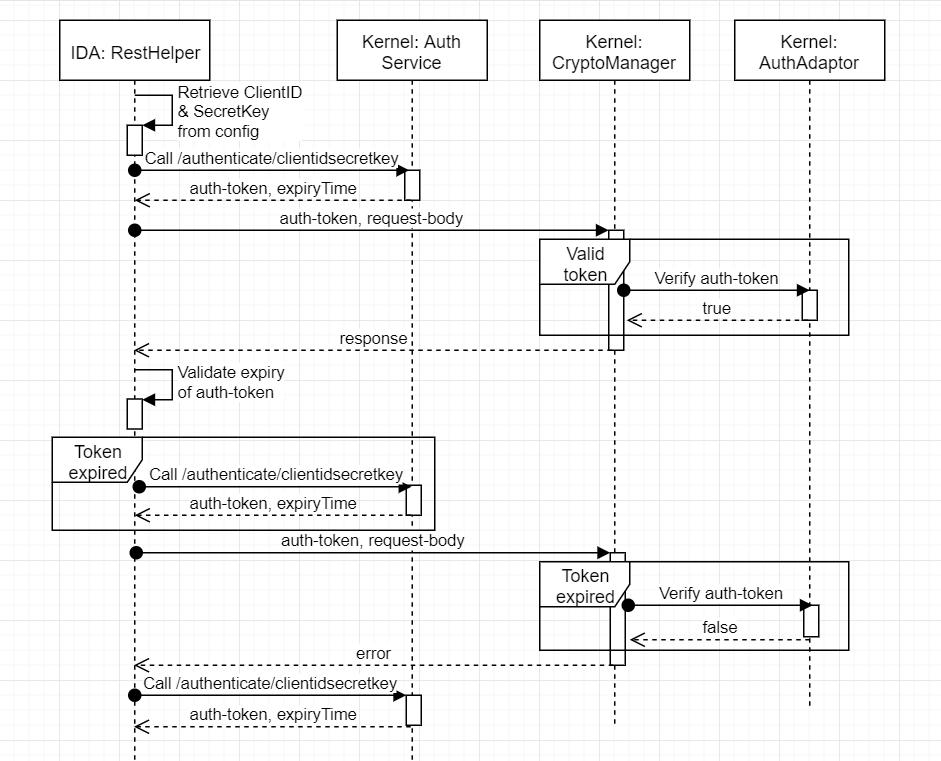 IDA: RestHelper
Kernel: Auth
Service
Kernel:
CryptoManager
Kernel:
AuthAdaptor
Retrieve ClientID
& SecretKey
from config
Call /authenticate/clientidsecretkey
auth-token, expiryTime
auth-token, request-body
Valid
token
Verify auth-token
true
response
Validate expiry
of auth-token
Token
expired
Call /authenticate/clientidsecretkey
auth-token, expiryTime
auth-token, request-body
Token
expired
Verify auth-token
false
error
Call /authenticate/clientidsecretkey
auth-token, expiryTime